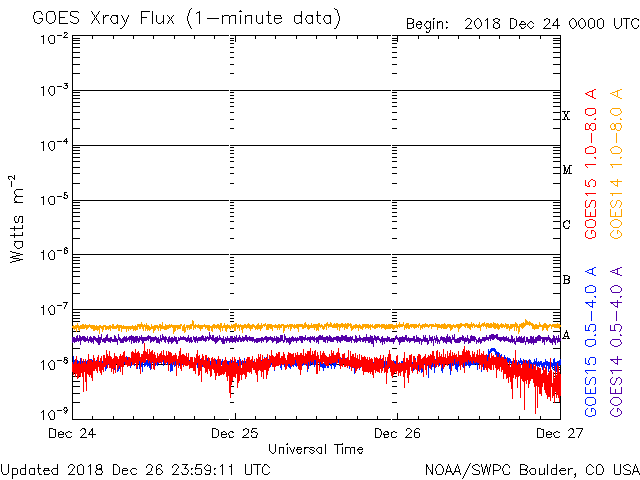 GOES Xray Flux (1-minute data)
Begin: 2018 Dec 24 0000 UTC
10⁻²
10⁻³
10⁻⁴
10⁻⁵
10⁻⁶
10⁻⁷
10⁻⁸
10⁻⁹
Watts m⁻²
X
M
C
B
A
GOES15 1.0-8.0 A
GOES14 1.0-8.0 A
GOES15 0.5-4.0 A
GOES14 0.5-4.0 A
Dec 24
Dec 25
Dec 26
Dec 27
Universal Time
Updated 2018 Dec 26 23:59:11 UTC
NOAA/SWPC Boulder, CO USA